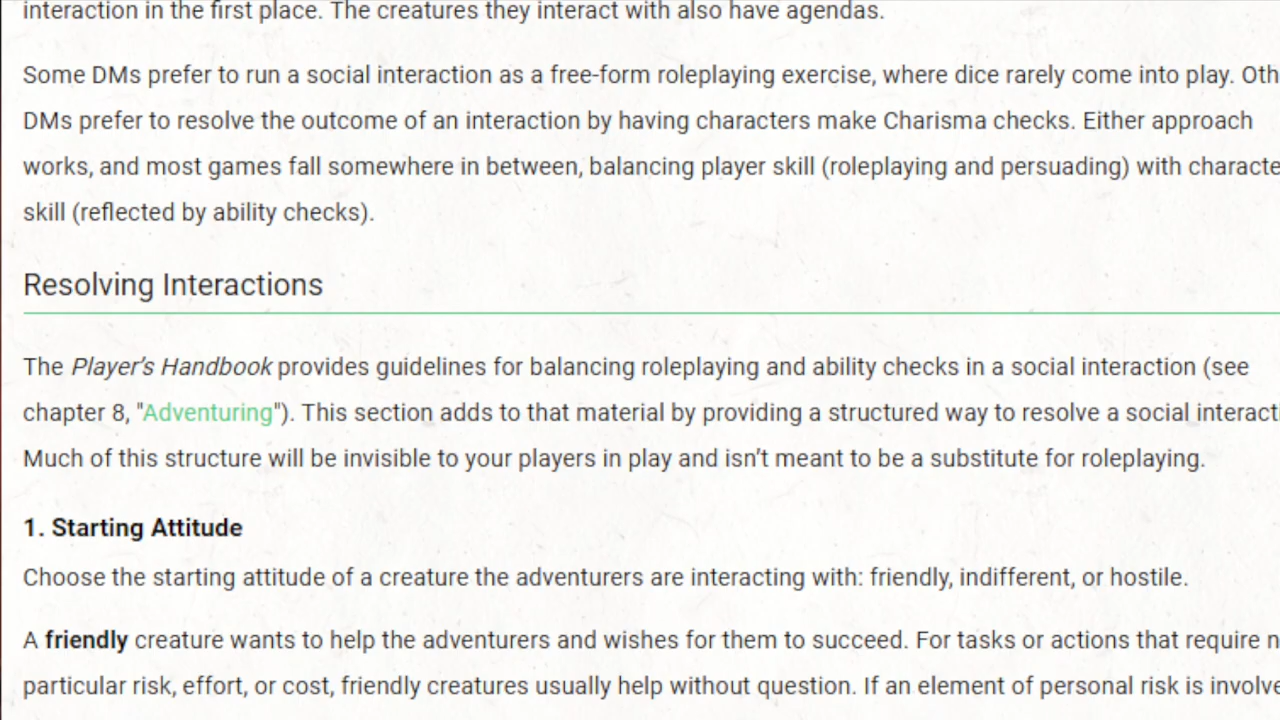 interaction in the first place. The creatures they interact with also have agendas.
Some DMs prefer to run a social interaction as a free-form roleplaying exercise, where dice rarely come into play. Oth
DMs prefer to resolve the outcome of an interaction by having characters make Charisma checks. Either approach
works, and most games fall somewhere in between, balancing player skill (roleplaying and persuading) with characte
skill (reflected by ability checks).
Resolving Interactions
The Player's Handbook provides guidelines for balancing roleplaying and ability checks in a social interaction (see
chapter 8, "Adventuring"). This section adds to that material by providing a structured way to resolve a social interacti
Much of this structure will be invisible to your players in play and isn't meant to be a substitute for roleplaying.
1. Starting Attitude
Choose the starting attitude of a creature the adventurers are interacting with: friendly, indifferent, or hostile.
A friendly creature wants to help the adventurers and wishes for them to succeed. For tasks or actions that require n
particular risk, effort, or cost, friendly creatures usually help without question. If an element of personal risk is involve